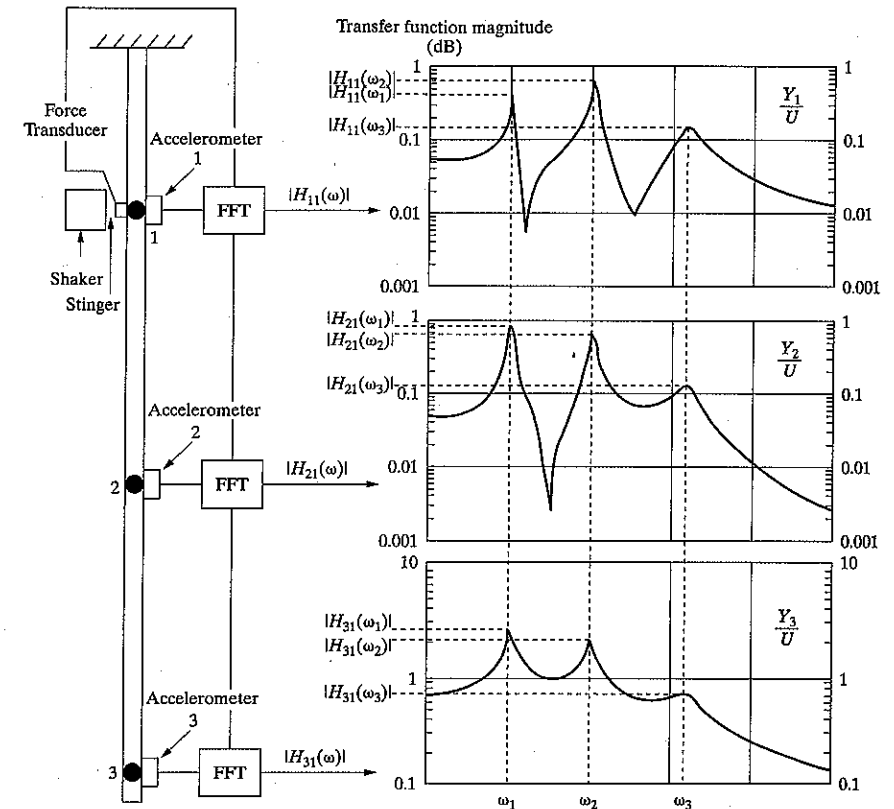 Transfer function magnitude
(dB)
Force
Transducer
Accelerometer
1
Shaker
Stinger
1
FFT
|H₁₁(ω)|
|H₁₁(ω₂)|
|H₁₁(ω₁)|
|H₁₁(ω₃)|
1
0.1
0.01
0.001
Y₁
U
1
0.1
0.01
0.001
Accelerometer
2
2
FFT
|H₂₁(ω)|
|H₂₁(ω₁)|
|H₂₁(ω₂)|
|H₂₁(ω₃)|
1
0.1
0.01
0.001
Y₂
U
1
0.1
0.01
0.001
Accelerometer
3
3
FFT
|H₃₁(ω)|
|H₃₁(ω₁)|
|H₃₁(ω₂)|
|H₃₁(ω₃)|
10
1
0.1
Y₃
U
10
1
0.1
ω₁
ω₂
ω₃